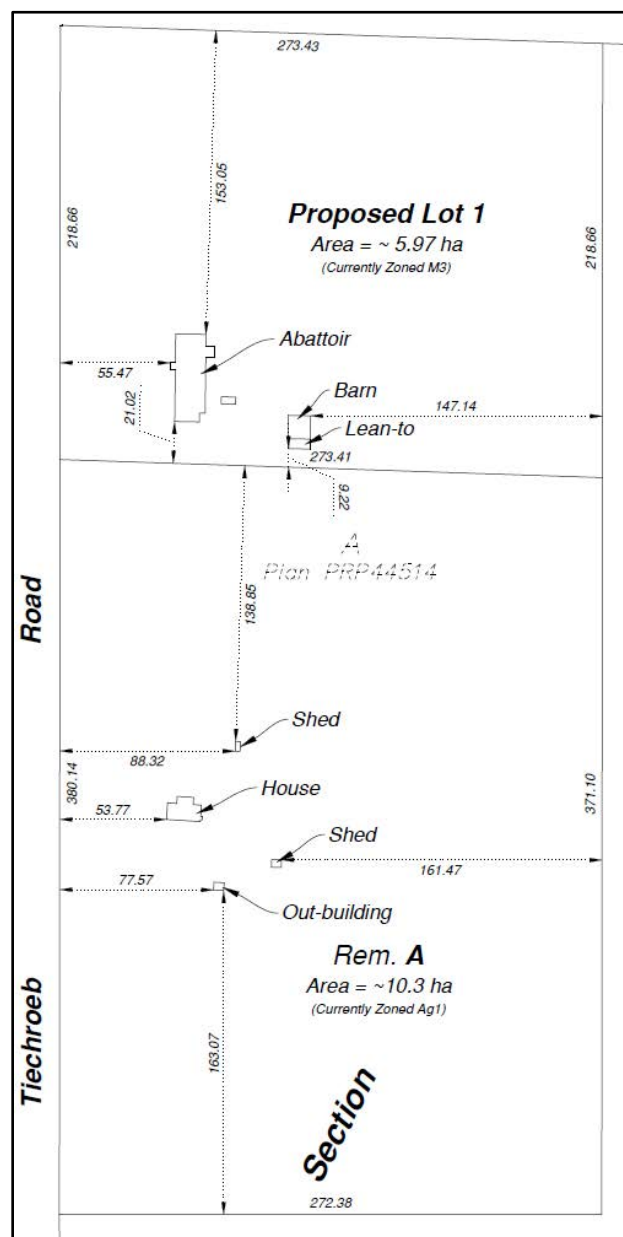 273.43
153.05
218.66
218.66
Proposed Lot 1
Area = ~ 5.97 ha
(Currently Zoned M3)
Abattoir
55.47
21.02
Barn
147.14
Lean-to
273.41
9.22
A
Plan PRP44514
138.85
Road
Shed
88.32
380.14
371.10
House
53.77
Shed
161.47
77.57
Out-building
Rem. A
Area = ~10.3 ha
(Currently Zoned Ag1)
163.07
Tiechroeb
Section
272.38